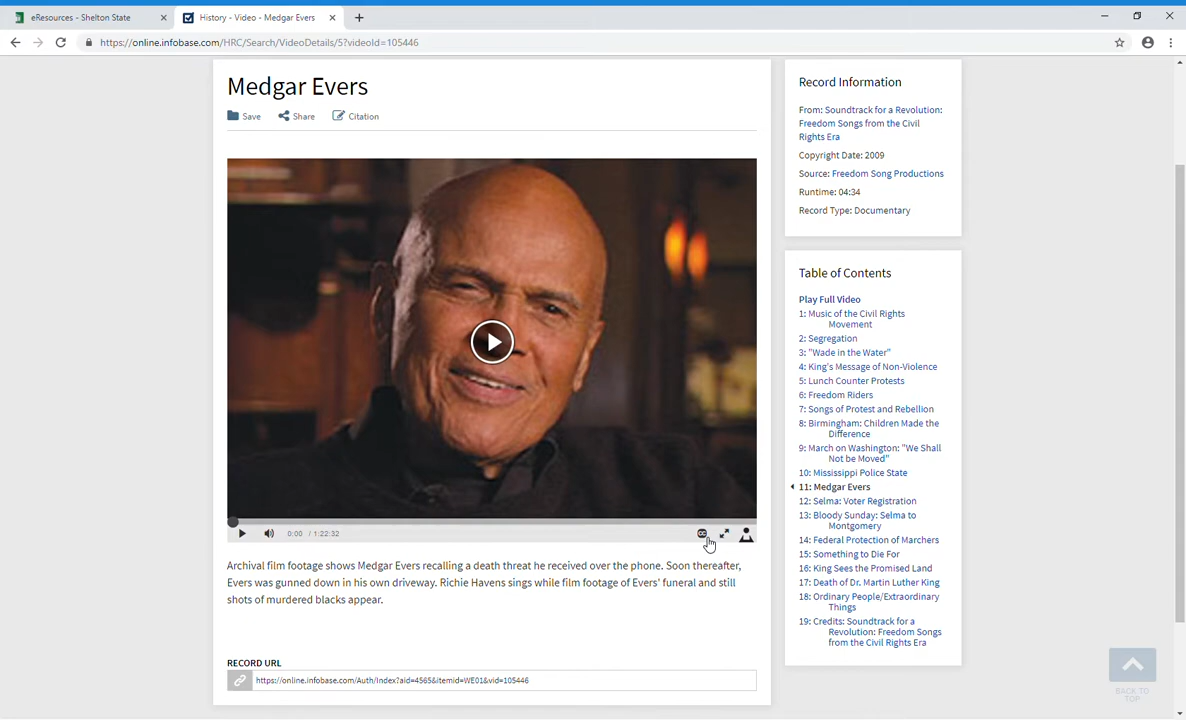 eResources - Shelton State
History - Video - Medgar Evers
https://online.infobase.com/HRC/Search/VideoDetails/5?videoId=105446
Medgar Evers
Save
Share
Citation
0:00 / 1:22:32
CC
Archival film footage shows Medgar Evers recalling a death threat he received over the phone. Soon thereafter,
Evers was gunned down in his own driveway. Richie Havens sings while film footage of Evers' funeral and still
shots of murdered blacks appear.
RECORD URL
https://online.infobase.com/Auth/Index?aid=4565&itemid=WE01&vid=105446
Record Information
From: Soundtrack for a Revolution:
Freedom Songs from the Civil
Rights Era
Copyright Date: 2009
Source: Freedom Song Productions
Runtime: 04:34
Record Type: Documentary
Table of Contents
Play Full Video
1: Music of the Civil Rights
Movement
2: Segregation
3: "Wade in the Water"
4: King's Message of Non-Violence
5: Lunch Counter Protests
6: Freedom Riders
7: Songs of Protest and Rebellion
8: Birmingham: Children Made the
Difference
9: March on Washington: "We Shall
Not be Moved"
10: Mississippi Police State
11: Medgar Evers
12: Selma: Voter Registration
13: Bloody Sunday: Selma to
Montgomery
14: Federal Protection of Marchers
15: Something to Die For
16: King Sees the Promised Land
17: Death of Dr. Martin Luther King
18: Ordinary People/Extraordinary
Things
19: Credits: Soundtrack for a
Revolution: Freedom Songs
from the Civil Rights Era
BACK TO
TOP